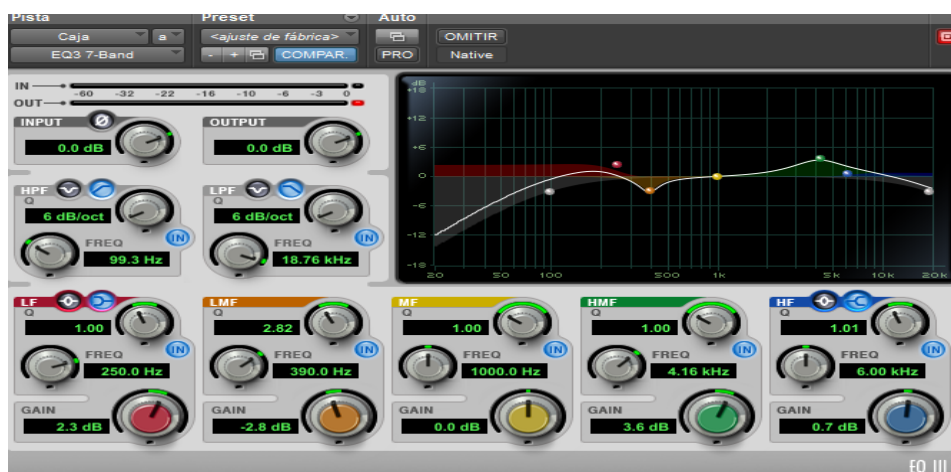 Pista Preset Auto
Caja a <ajuste de fábrica> OMITIR
EQ3 7-Band - + COMPAR. PRO Native
IN
-60 -32 -22 -16 -10 -6 -3 0
OUT
INPUT Ø OUTPUT
0.0 dB 0.0 dB
HPF LPF
Q Q
6 dB/oct 6 dB/oct
IN IN
FREQ FREQ
99.3 Hz 18.76 kHz
dB
+18
+12
+6
0
-6
-12
-18
20 50 100 500 1k 5k 10k 20k
LF LMF MF HMF HF
Q Q Q Q Q
1.00 2.82 1.00 1.00 1.01
IN IN IN IN IN
FREQ FREQ FREQ FREQ FREQ
250.0 Hz 390.0 Hz 1000.0 Hz 4.16 kHz 6.00 kHz
GAIN GAIN GAIN GAIN GAIN
2.3 dB -2.8 dB 0.0 dB 3.6 dB 0.7 dB
EQ III